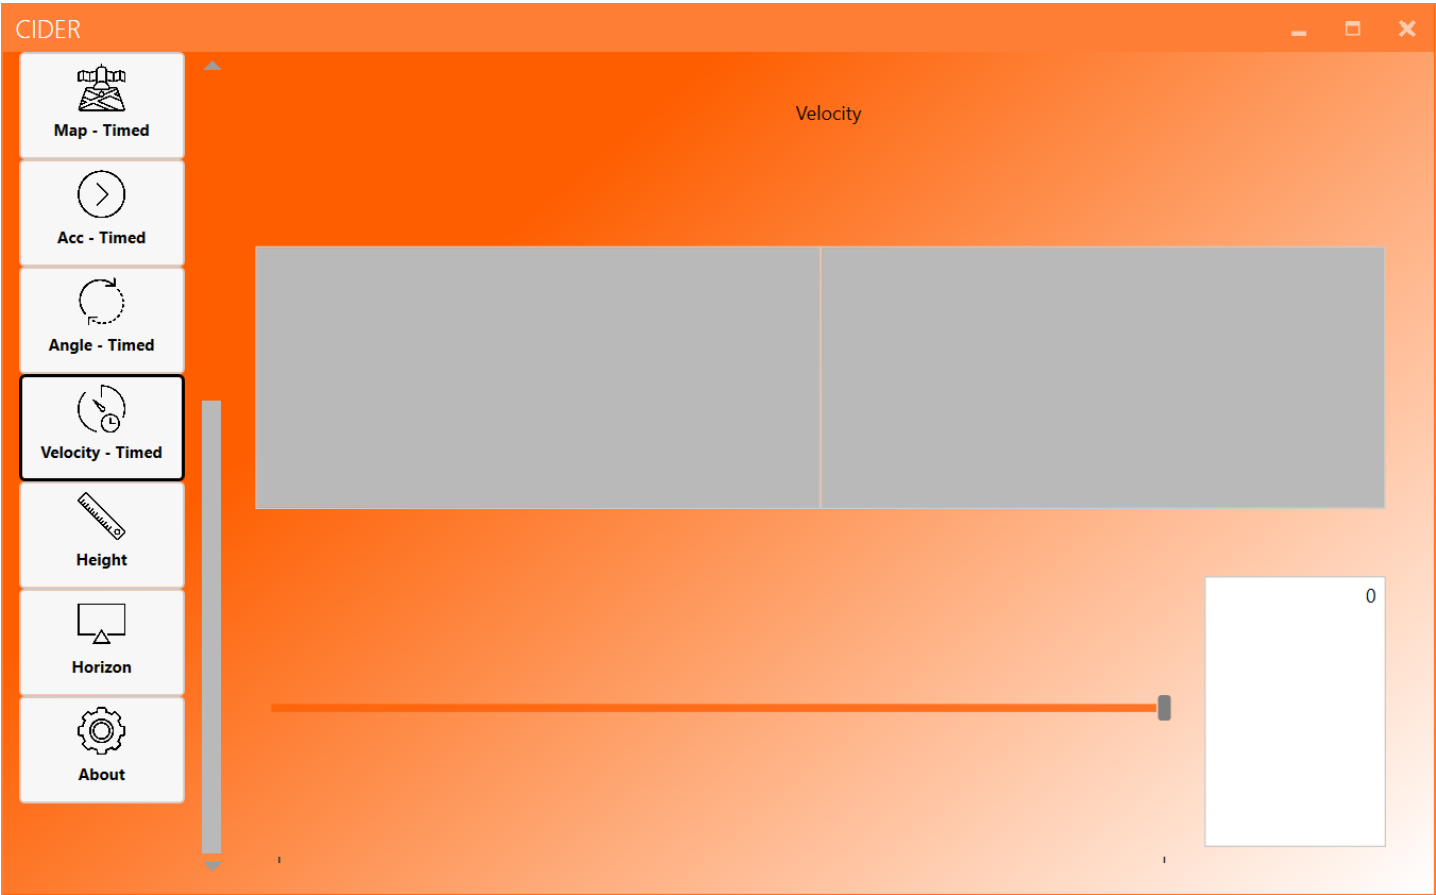 CIDER
Map - Timed
Acc - Timed
Angle - Timed
Velocity - Timed
Height
Horizon
About
Velocity
0